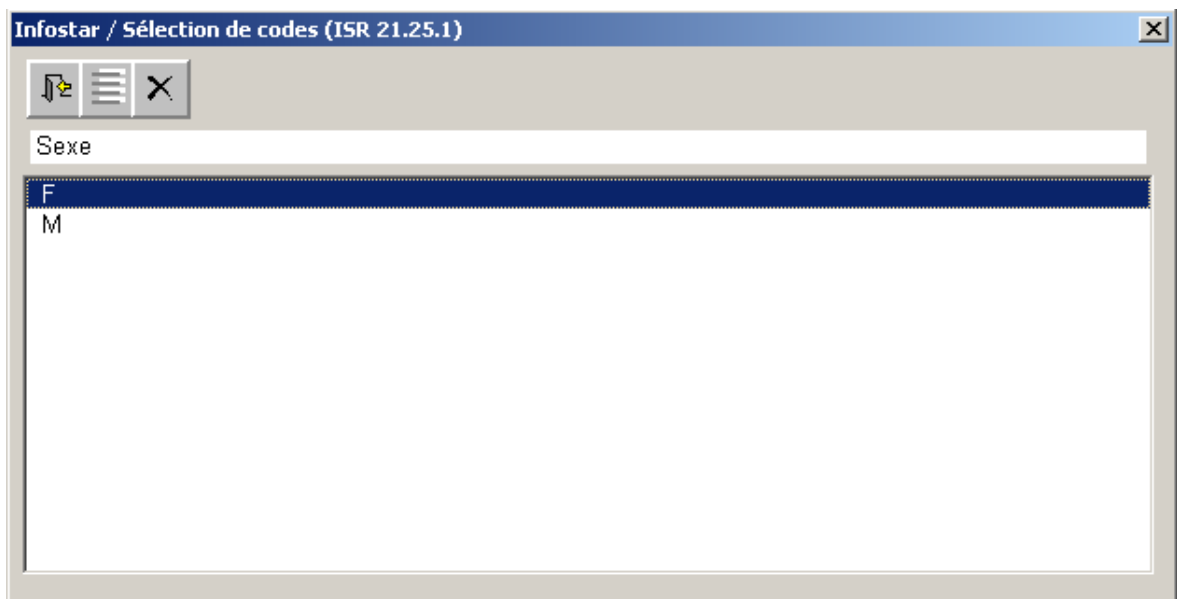 Infostar / Sélection de codes (ISR 21.25.1)
Sexe
F
M